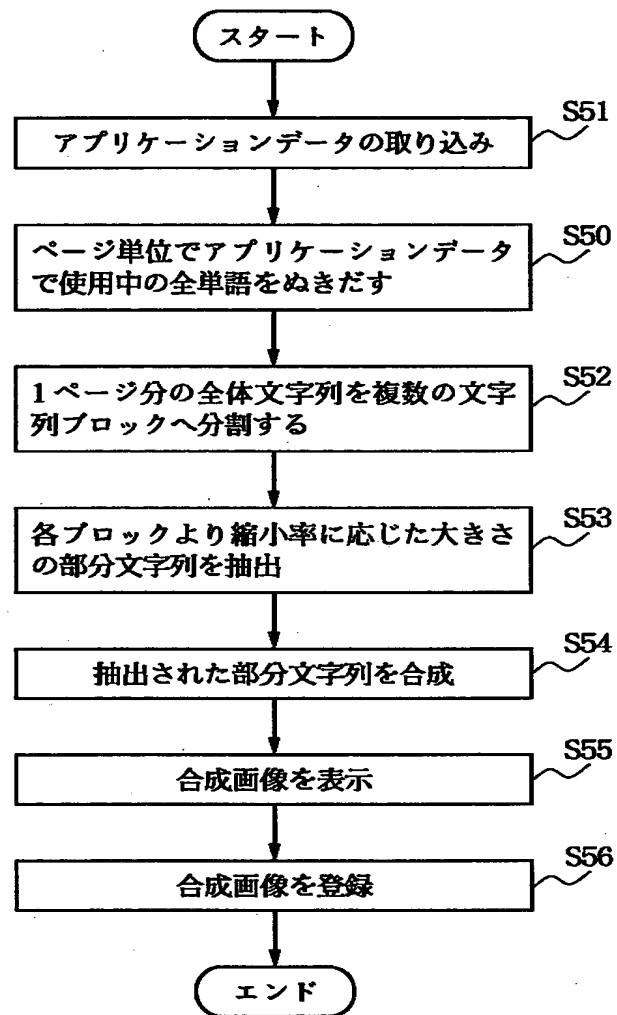 スタート
S51
アプリケーションデータの取り込み
S50
ページ単位でアプリケーションデータ
で使用中の全単語をぬきだす
S52
1ページ分の全体文字列を複数の文字
列ブロックへ分割する
S53
各ブロックより縮小率に応じた大きさ
の部分文字列を抽出
S54
抽出された部分文字列を合成
S55
合成画像を表示
S56
合成画像を登録
エンド